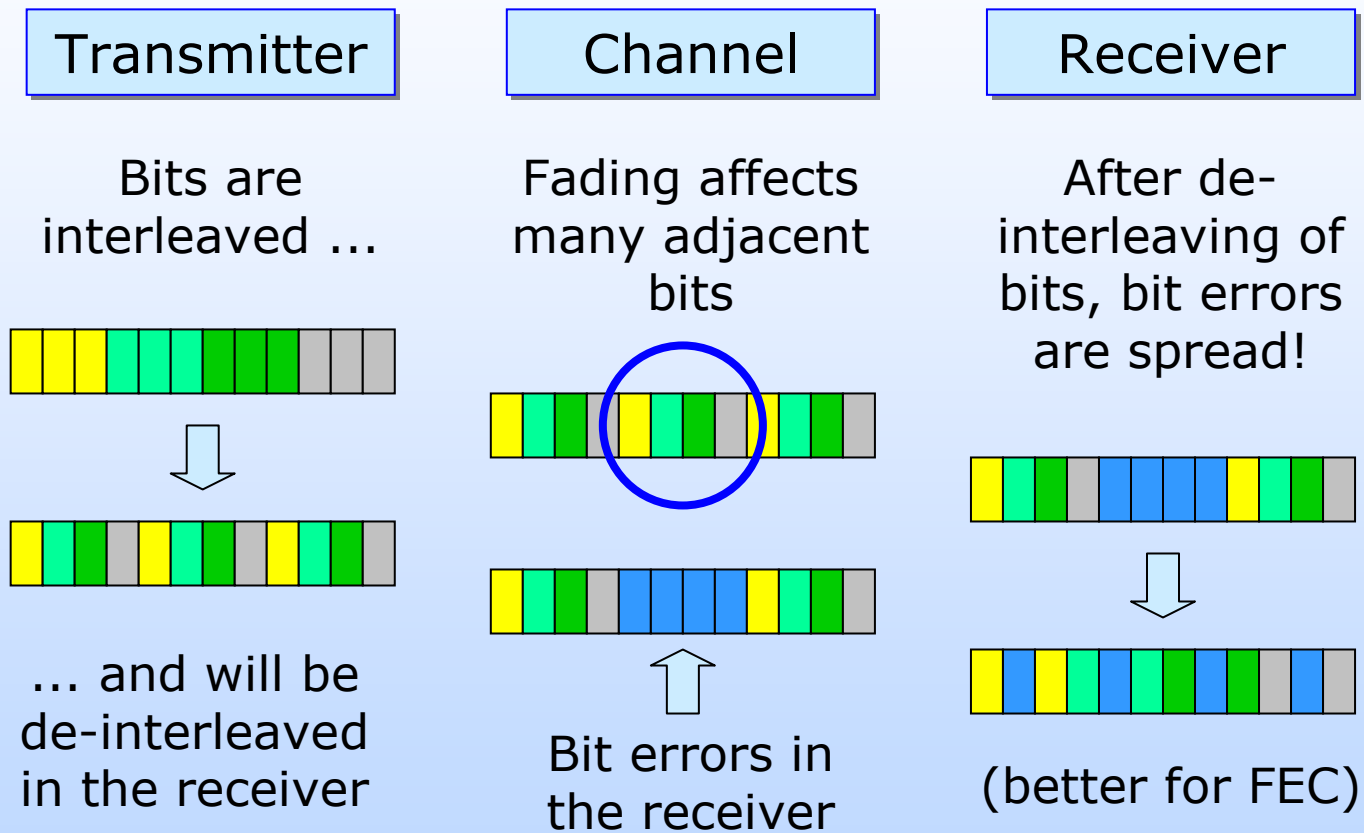 Transmitter
Bits are
interleaved ...
... and will be
de-interleaved
in the receiver
Channel
Fading affects
many adjacent
bits
Bit errors in
the receiver
Receiver
After de-
interleaving of
bits, bit errors
are spread!
(better for FEC)